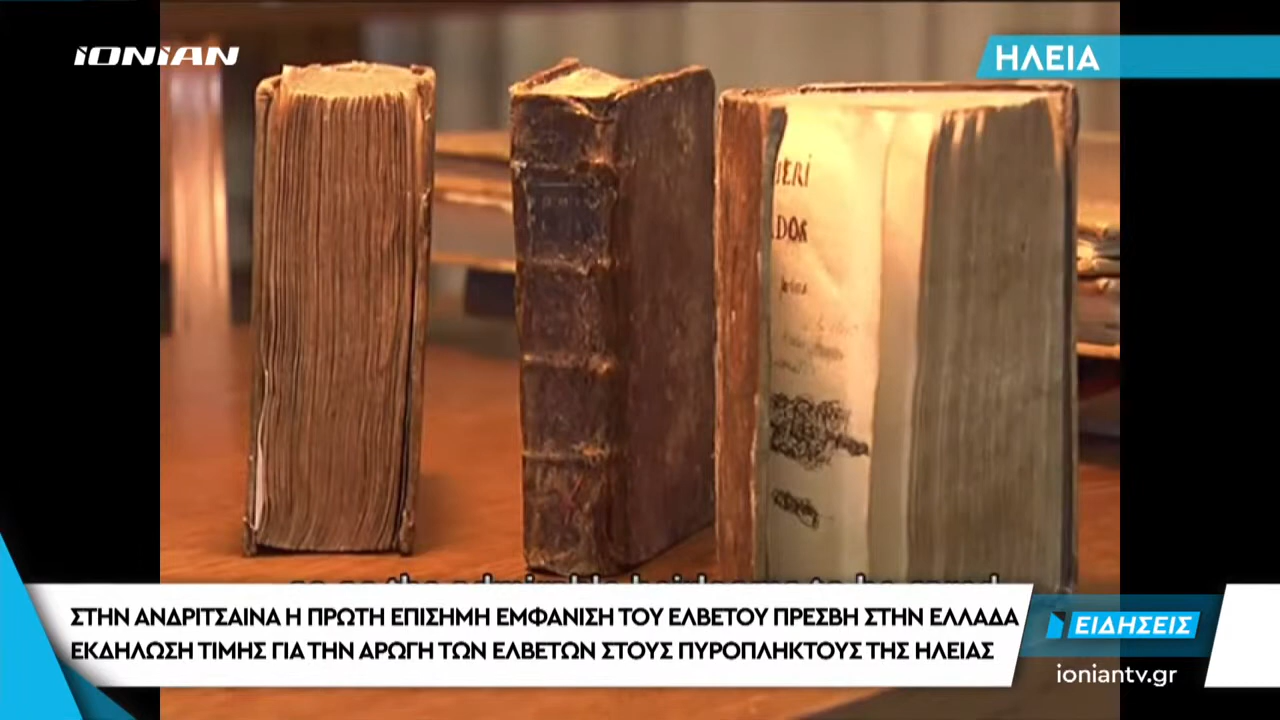 IONIAN
ΗΛΕΙΑ
ΣΤΗΝ ΑΝΔΡΙΤΣΑΙΝΑ Η ΠΡΩΤΗ ΕΠΙΣΗΜΗ ΕΜΦΑΝΙΣΗ ΤΟΥ ΕΛΒΕΤΟΥ ΠΡΕΣΒΗ ΣΤΗΝ ΕΛΛΑΔΑ
ΕΚΔΗΛΩΣΗ ΤΙΜΗΣ ΓΙΑ ΤΗΝ ΑΡΩΓΗ ΤΩΝ ΕΛΒΕΤΩΝ ΣΤΟΥΣ ΠΥΡΟΠΛΗΚΤΟΥΣ ΤΗΣ ΗΛΕΙΑΣ
ΕΙΔΗΣΕΙΣ
ioniantv.gr